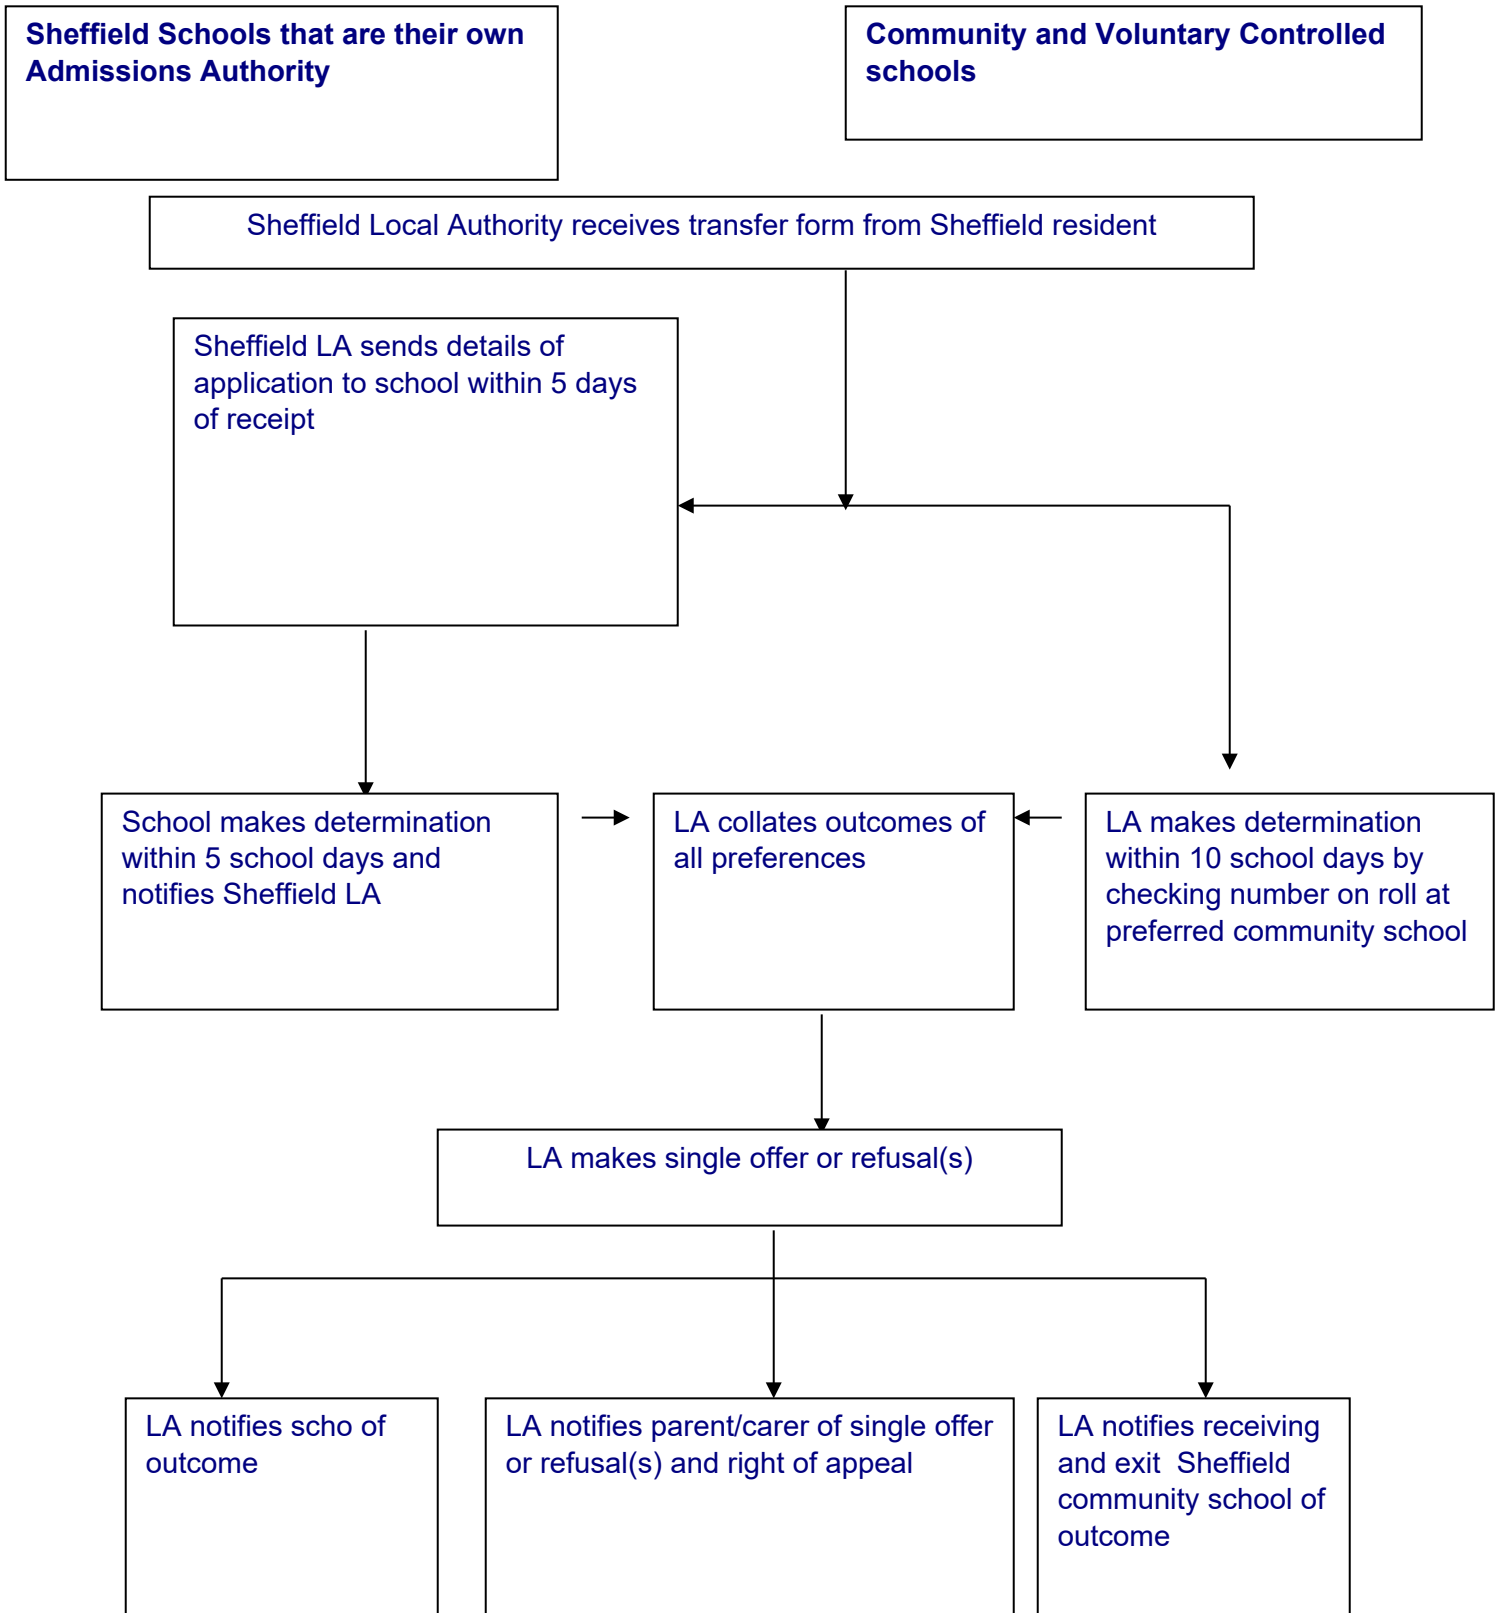 Sheffield Schools that are their own
Admissions Authority
Community and Voluntary Controlled
schools
Sheffield Local Authority receives transfer form from Sheffield resident
Sheffield LA sends details of
application to school within 5 days
of receipt
School makes determination
within 5 school days and
notifies Sheffield LA
LA collates outcomes of
all preferences
LA makes determination
within 10 school days by
checking number on roll at
preferred community school
LA makes single offer or refusal(s)
LA notifies scho of
outcome
LA notifies parent/carer of single offer
or refusal(s) and right of appeal
LA notifies receiving
and exit  Sheffield
community school of
outcome